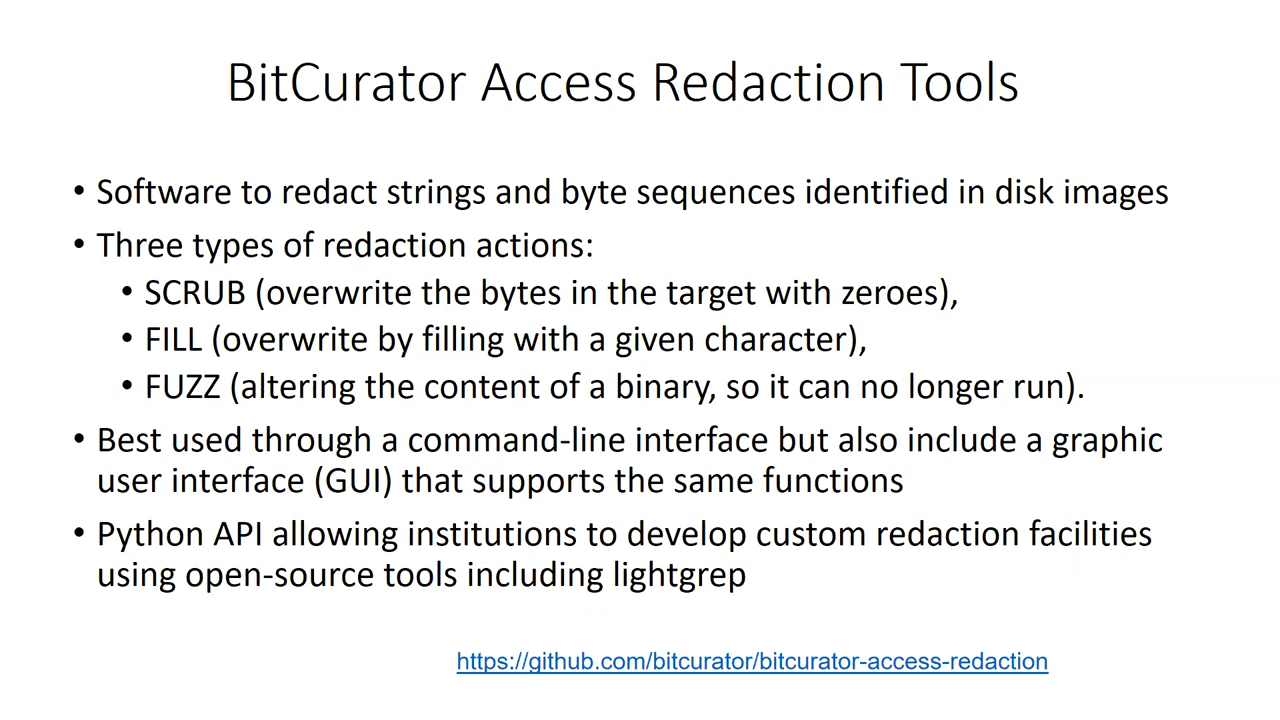 BitCurator Access Redaction Tools
• Software to redact strings and byte sequences identified in disk images
• Three types of redaction actions:
• SCRUB (overwrite the bytes in the target with zeroes),
• FILL (overwrite by filling with a given character),
• FUZZ (altering the content of a binary, so it can no longer run).
• Best used through a command-line interface but also include a graphic
user interface (GUI) that supports the same functions
• Python API allowing institutions to develop custom redaction facilities
using open-source tools including lightgrep
https://github.com/bitcurator/bitcurator-access-redaction